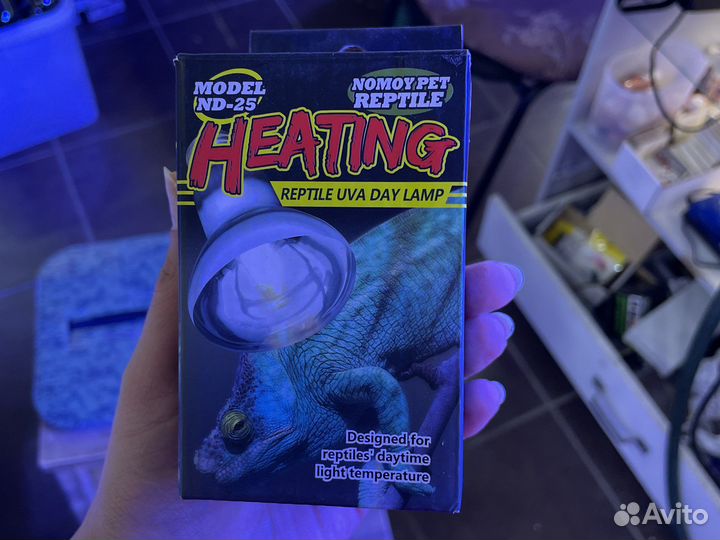 MODEL
ND-25
NOMOY PET
REPTILE
HEATING
REPTILE UVA DAY LAMP
Designed for
reptiles' daytime
light temperature
Avito